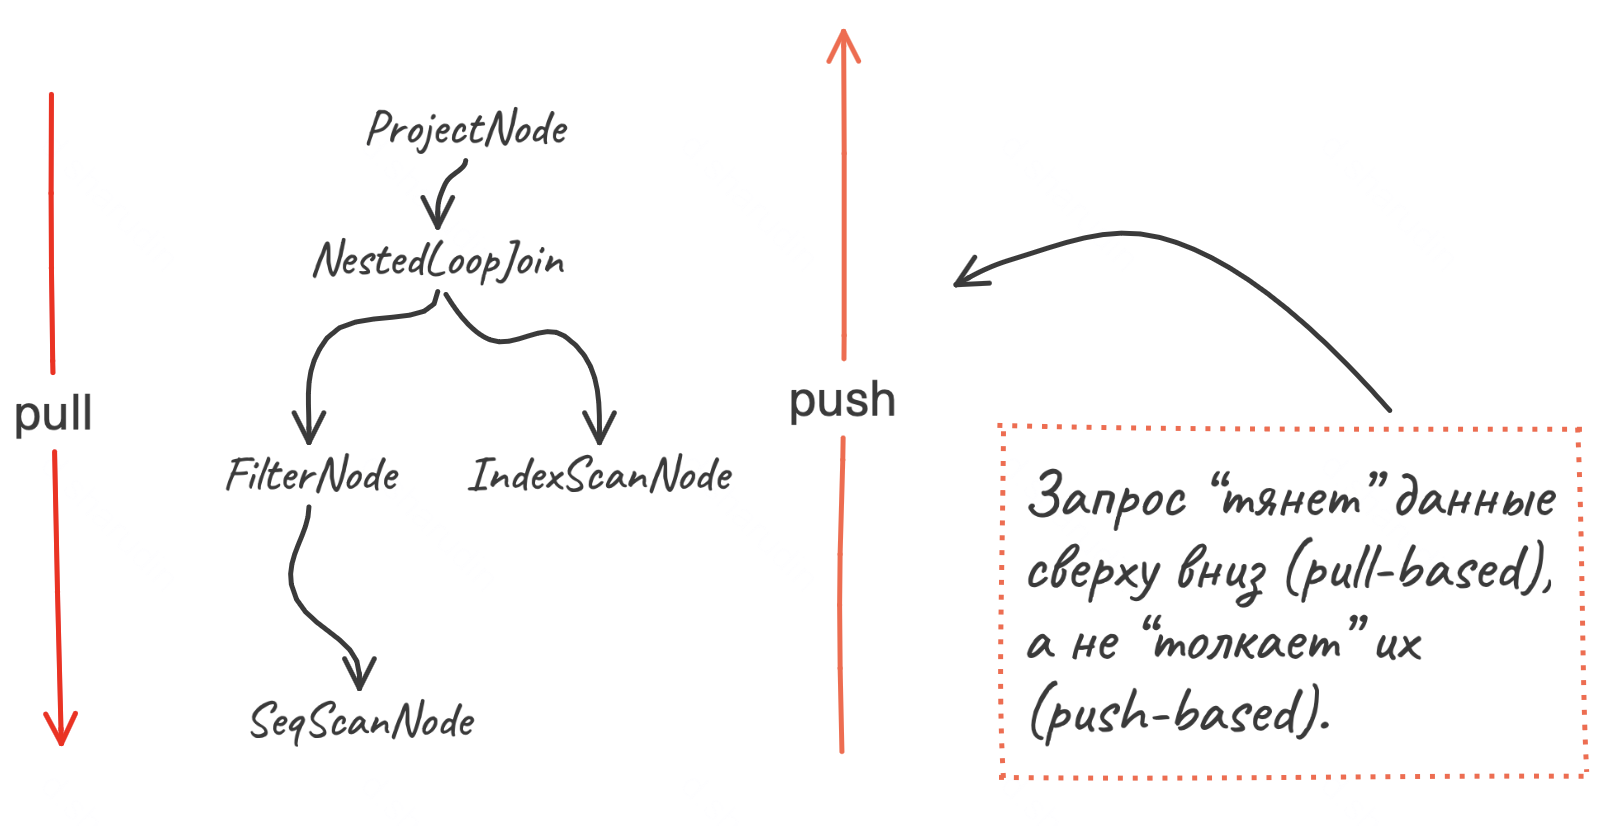 ProjectNode
NestedLoopJoin
pull
push
FilterNode
IndexScanNode
SeqScanNode
Запрос “тянет” данные
сверху вниз (pull-based),
а не “толкает” их
(push-based).